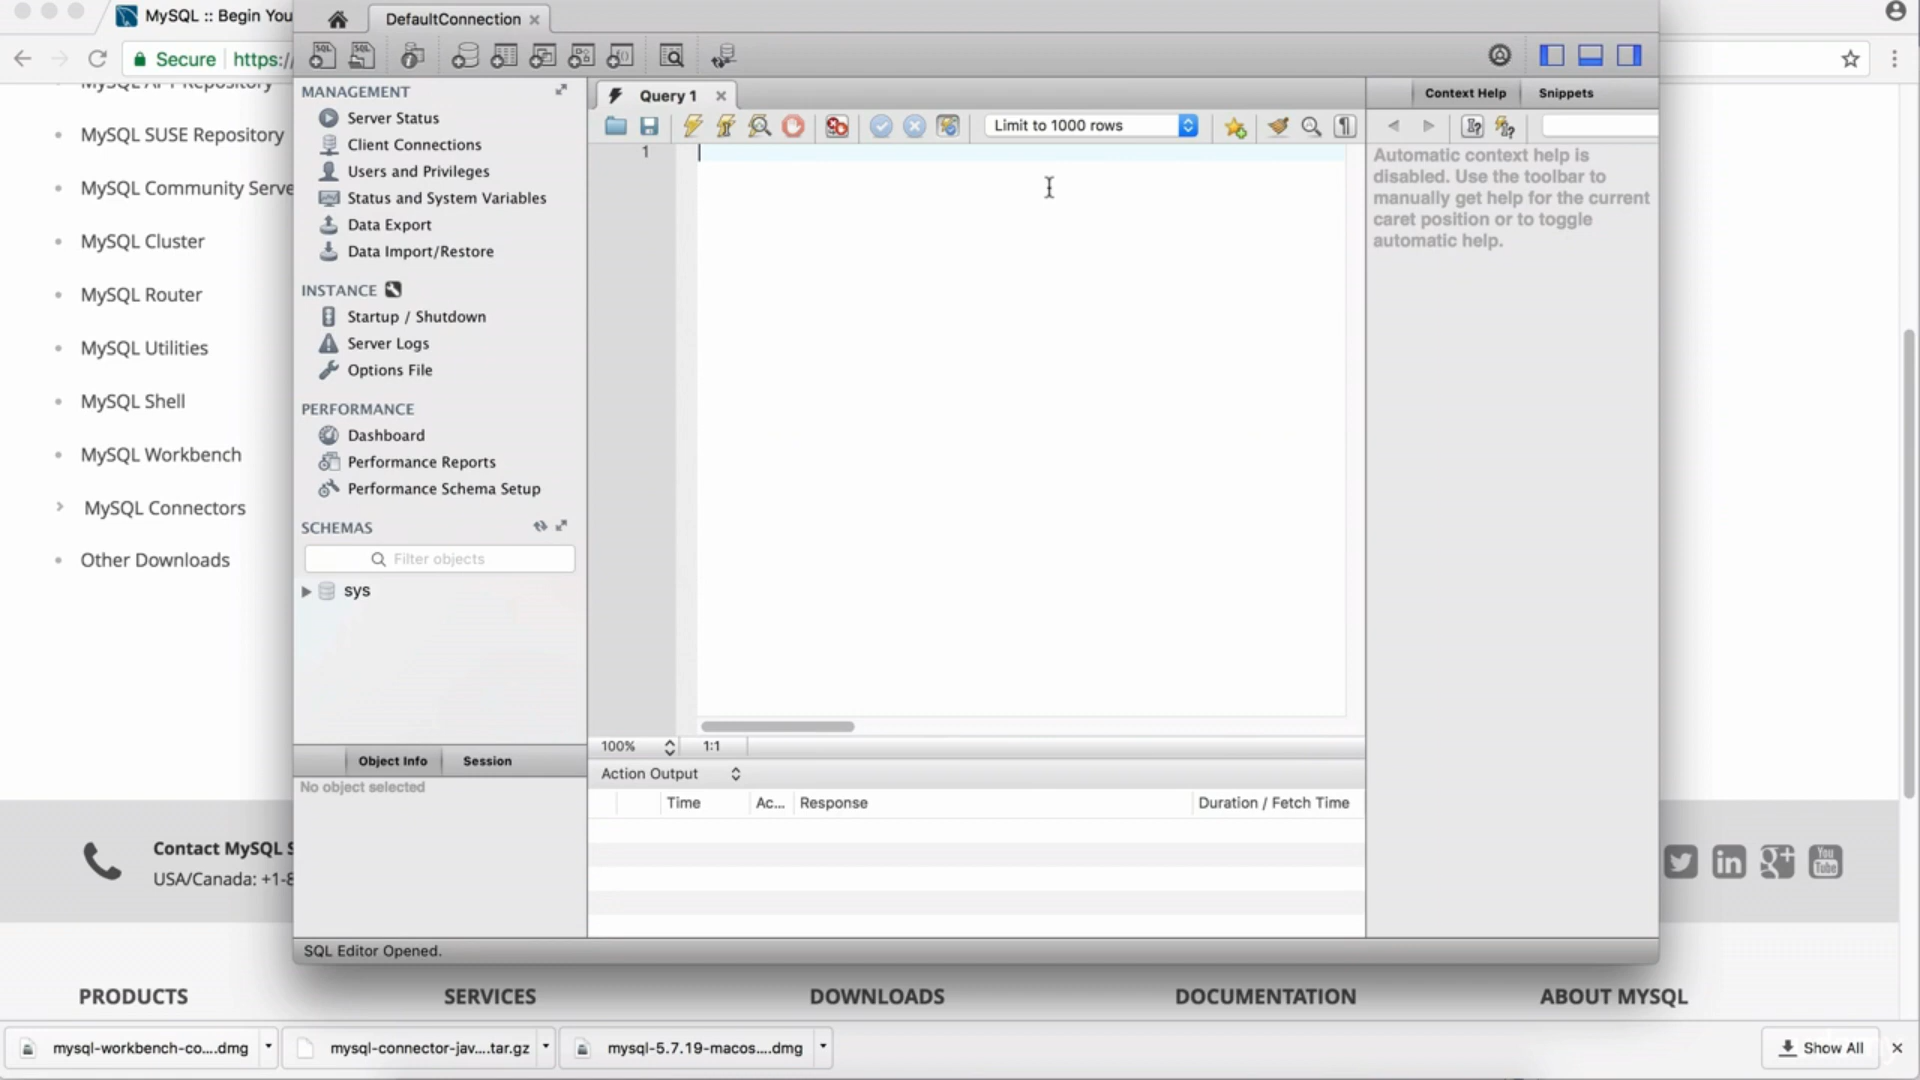 MySQL :: Begin You
DefaultConnection
Secure
https:/
MANAGEMENT
Server Status
Client Connections
Users and Privileges
Status and System Variables
Data Export
Data Import/Restore
INSTANCE
Startup / Shutdown
Server Logs
Options File
PERFORMANCE
Dashboard
Performance Reports
Performance Schema Setup
SCHEMAS
Filter objects
sys
Object Info
Session
No object selected
Query 1
Limit to 1000 rows
1
100%
1:1
Action Output
Time
Ac...
Response
Duration / Fetch Time
Context Help
Snippets
Automatic context help is
disabled. Use the toolbar to
manually get help for the current
caret position or to toggle
automatic help.
SQL Editor Opened.
MySQL APT Repository
MySQL SUSE Repository
MySQL Community Serve
MySQL Cluster
MySQL Router
MySQL Utilities
MySQL Shell
MySQL Workbench
MySQL Connectors
Other Downloads
Contact MySQL S
USA/Canada: +1-8
You
Tube
PRODUCTS
SERVICES
DOWNLOADS
DOCUMENTATION
ABOUT MYSQL
mysql-workbench-co....dmg
mysql-connector-jav....tar.gz
mysql-5.7.19-macos....dmg
Show All